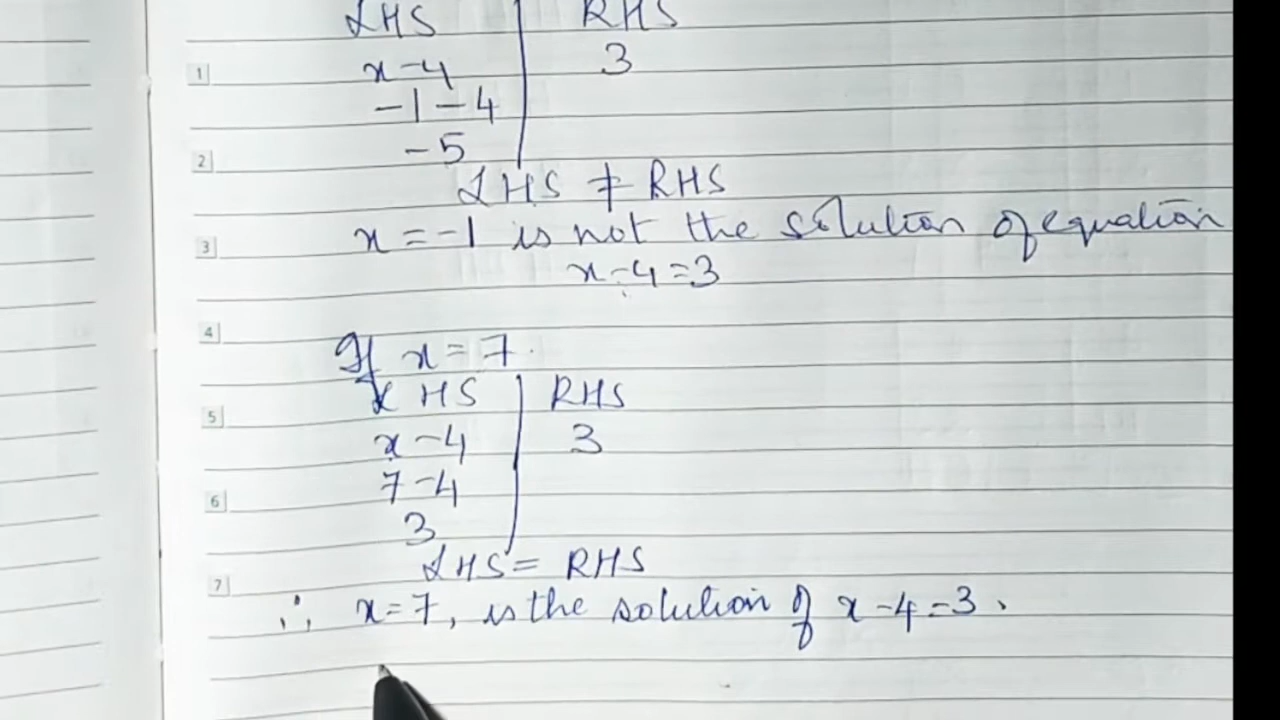 LHS RHS
1 x-4 3
-1-4
2 -5
LHS ≠ RHS
3 x=-1 is not the solution of equation
x-4=3
4 If x=7.
LHS RHS
5 x-4 3
6 7-4
3
LHS = RHS
7 ∴ x=7, is the solution of x-4=3.